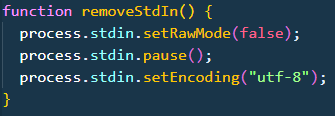 function removeStdIn() {
  process.stdin.setRawMode(false);
  process.stdin.pause();
  process.stdin.setEncoding("utf-8");
}